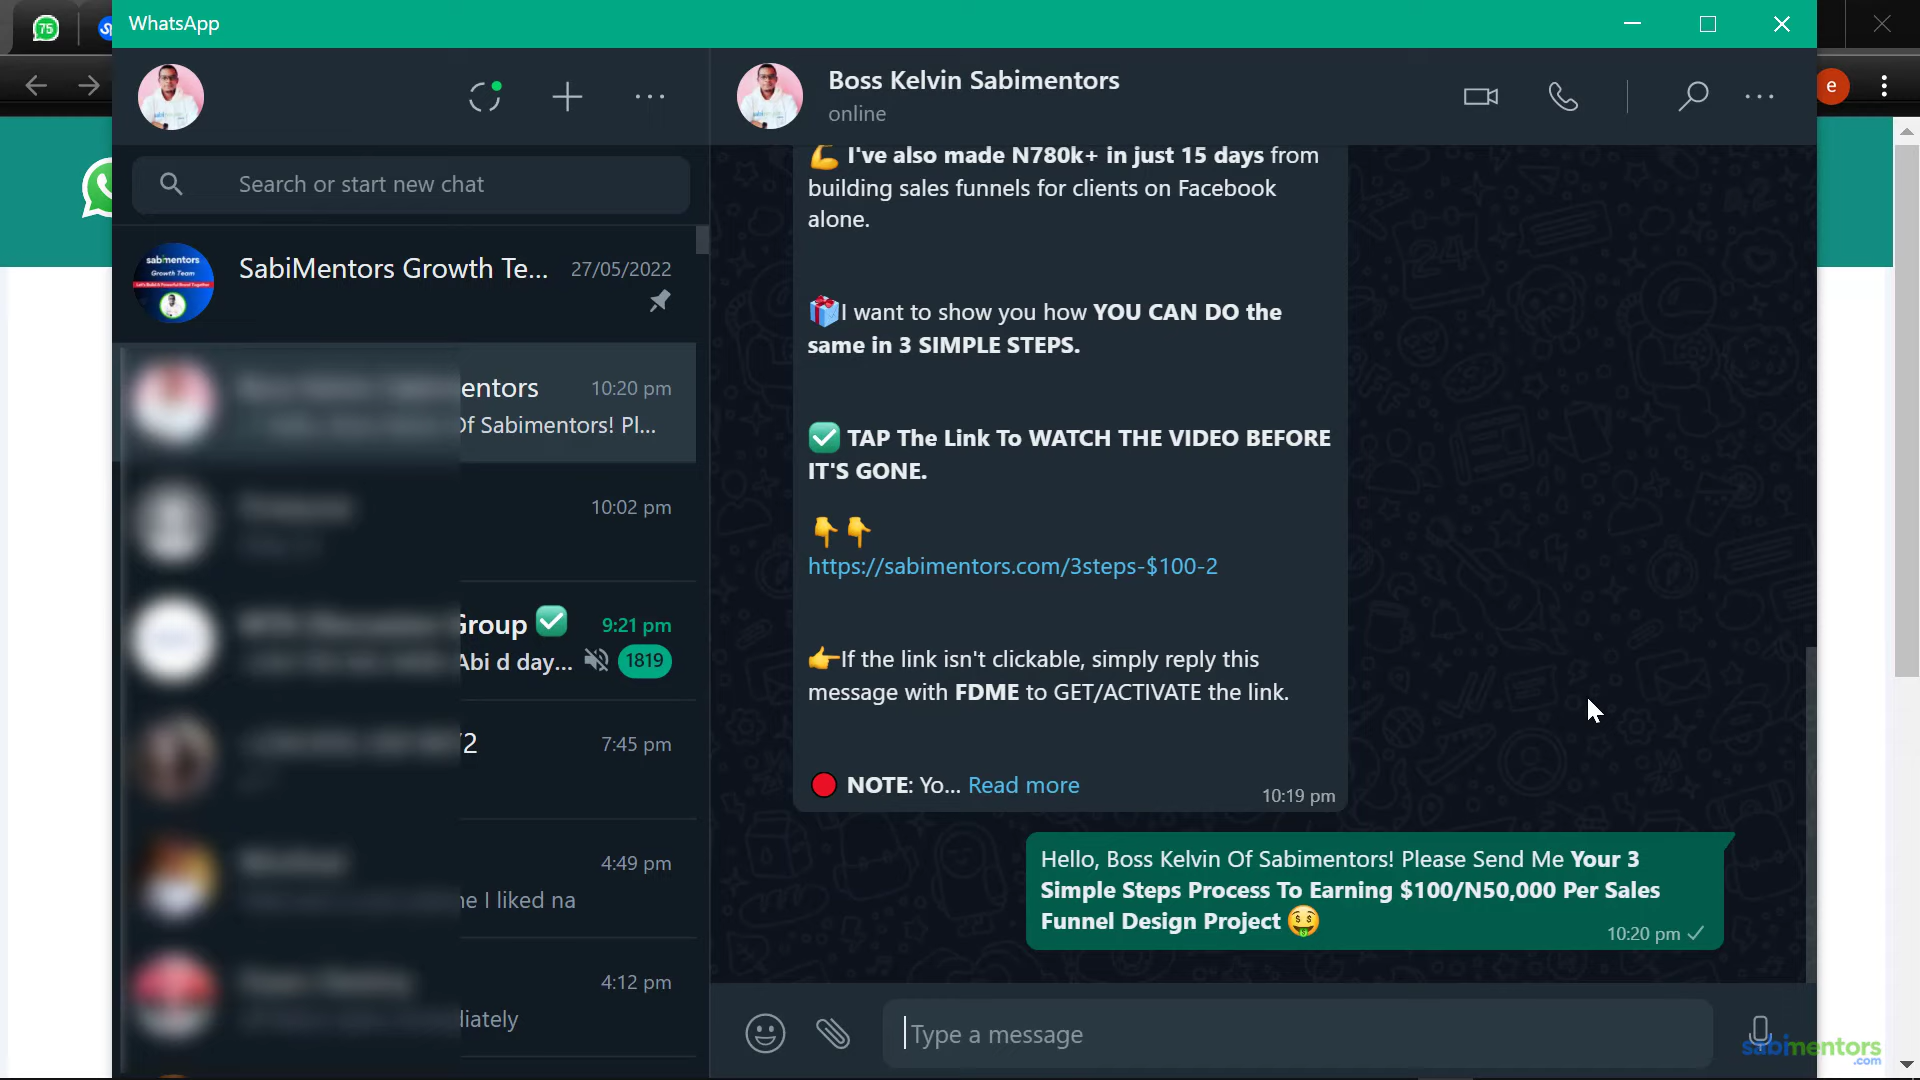 75
WhatsApp
e
Boss Kelvin Sabimentors
online
Search or start new chat
sabimentors
Growth Team
SabiMentors Growth Te... 27/05/2022
entors 10:20 pm
Of Sabimentors! Pl...
10:02 pm
Group ✅ 9:21 pm
Abi d day... 1819
2 7:45 pm
4:49 pm
ne I liked na
4:12 pm
diately
💪 I've also made N780k+ in just 15 days from
building sales funnels for clients on Facebook
alone.
🎁I want to show you how YOU CAN DO the
same in 3 SIMPLE STEPS.
✅ TAP The Link To WATCH THE VIDEO BEFORE
IT'S GONE.
👇👇
https://sabimentors.com/3steps-$100-2
👉If the link isn't clickable, simply reply this
message with FDME to GET/ACTIVATE the link.
🔴 NOTE: Yo... Read more
10:19 pm
Hello, Boss Kelvin Of Sabimentors! Please Send Me Your 3
Simple Steps Process To Earning $100/N50,000 Per Sales
Funnel Design Project 🤑
10:20 pm
Type a message
sabimentors
.com